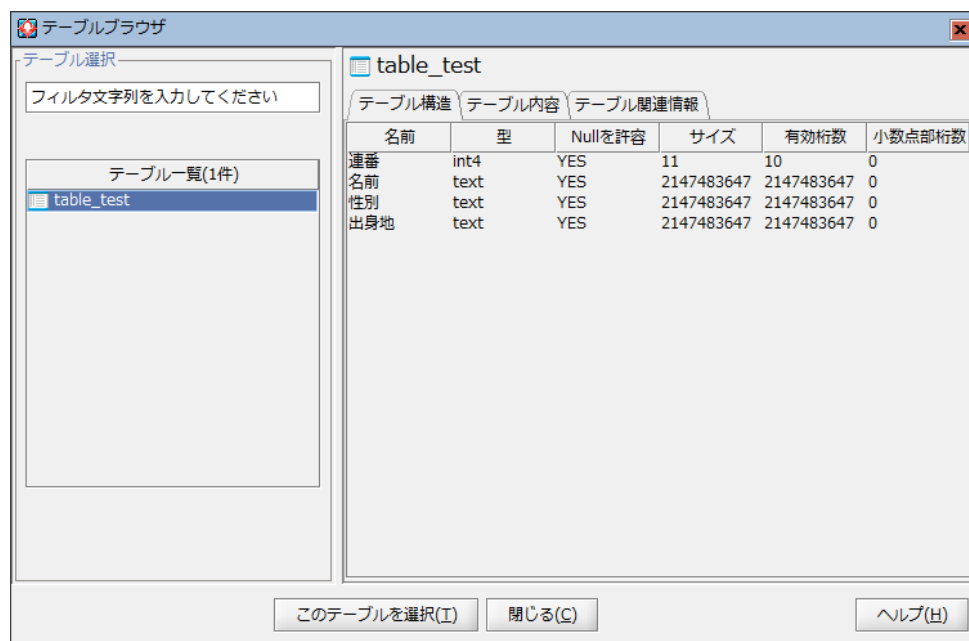 テーブルブラウザ
テーブル選択
フィルタ文字列を入力してください
テーブル一覧(1件)
table_test
table_test
テーブル構造 テーブル内容 テーブル関連情報
名前 型 Nullを許容 サイズ 有効桁数 小数点部桁数
連番 int4 YES 11 10 0
名前 text YES 2147483647 2147483647 0
性別 text YES 2147483647 2147483647 0
出身地 text YES 2147483647 2147483647 0
このテーブルを選択(T) 閉じる(C) ヘルプ(H)